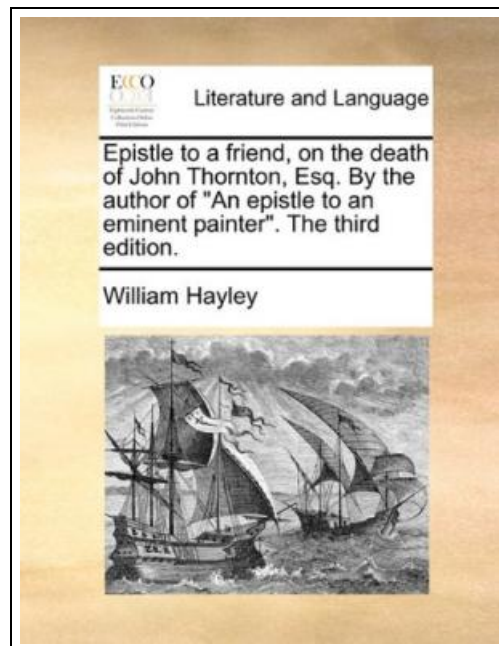 ECCO
Literature and Language
Epistle to a friend, on the death
of John Thornton, Esq. By the
author of "An epistle to an
eminent painter". The third
edition.
William Hayley